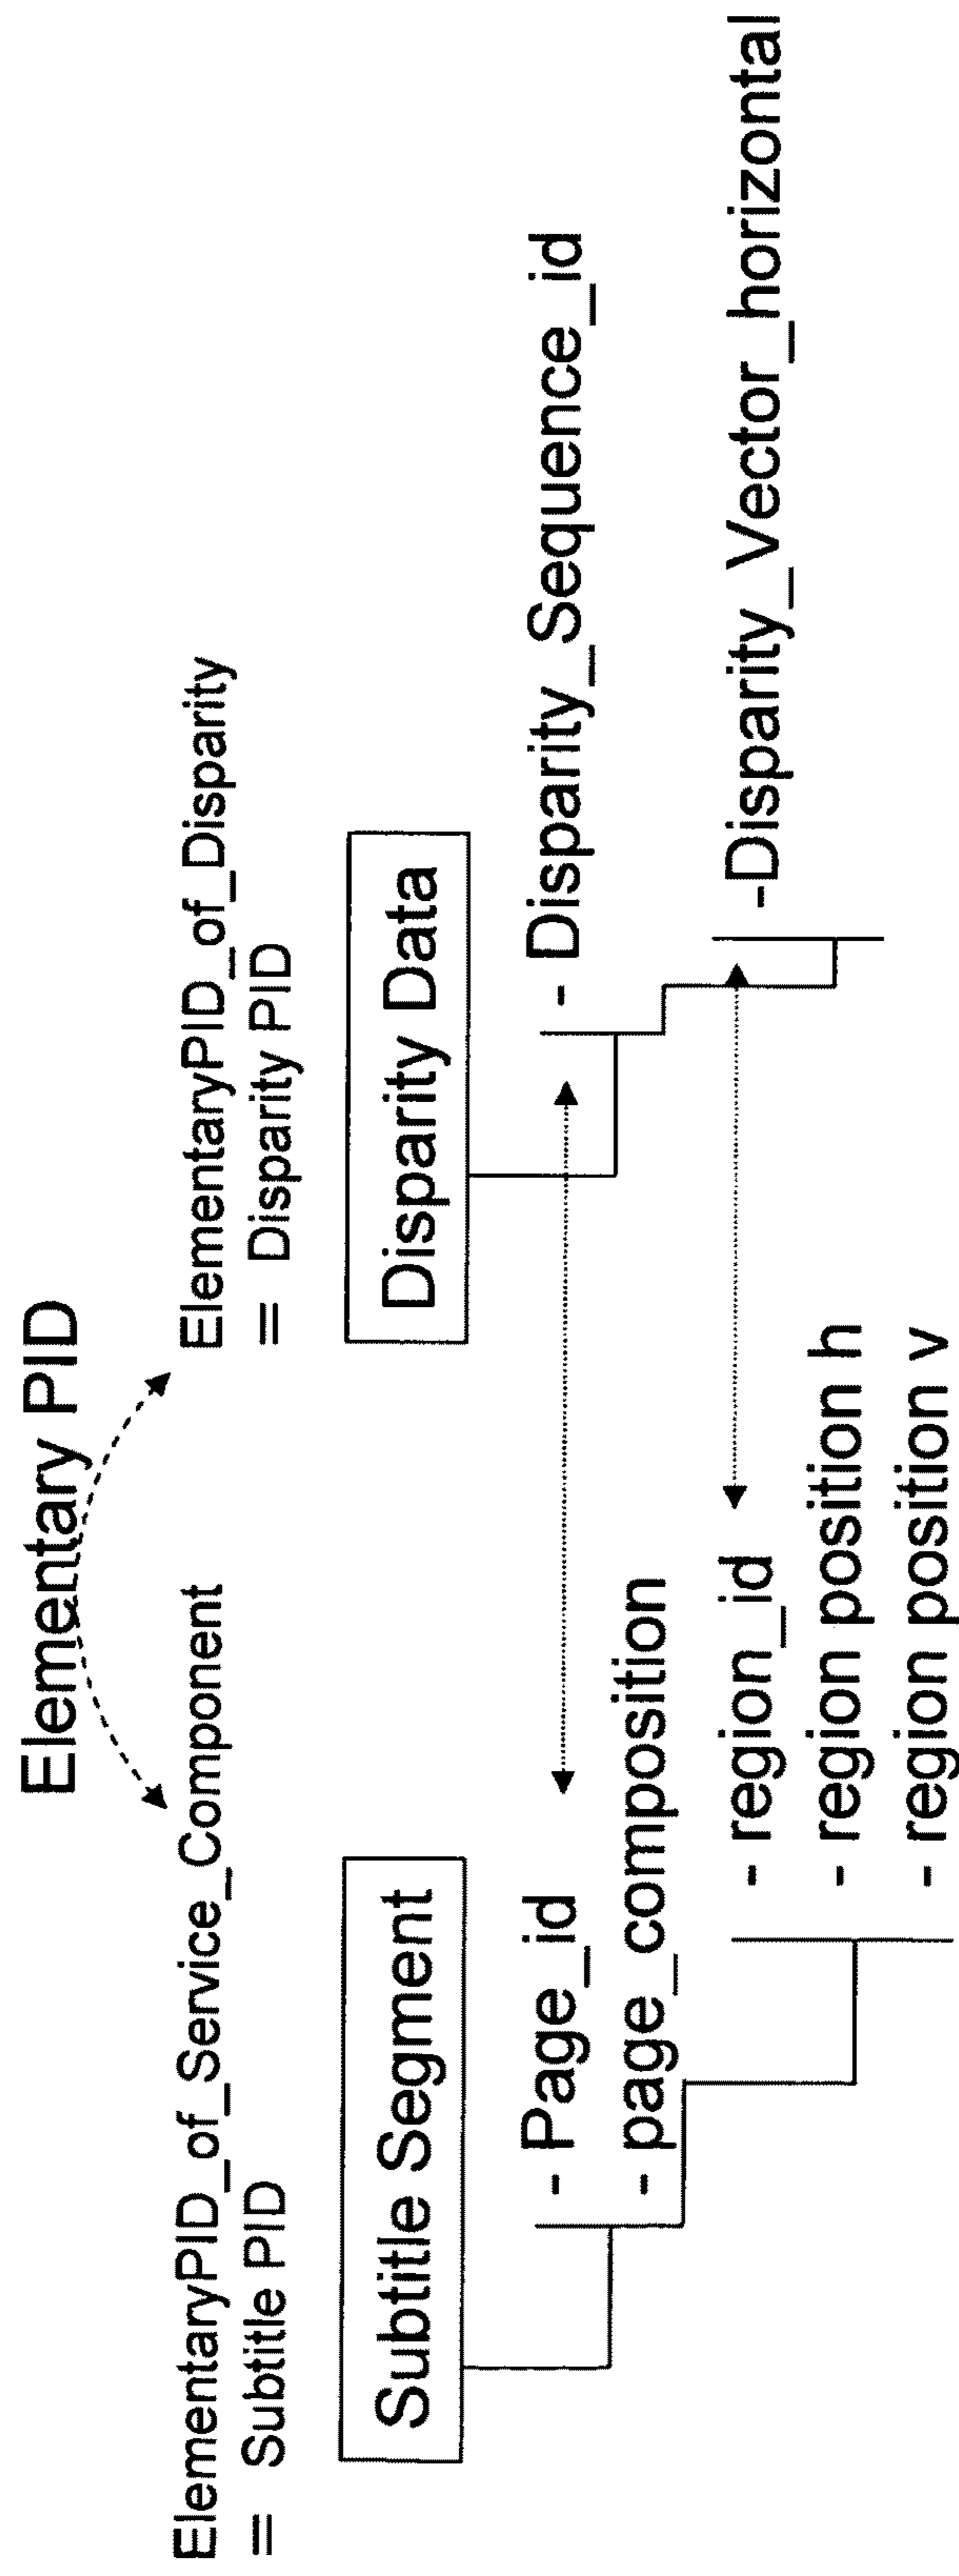 Elementary PID
ElementaryPID_of_Service_Component
= Subtitle PID
ElementaryPID_of_Disparity
= Disparity PID
Subtitle Segment
- Page_id
- page_composition
- region_id
- region position h
- region position v
Disparity Data
- Disparity_Sequence_id
-Disparity_Vector_horizontal